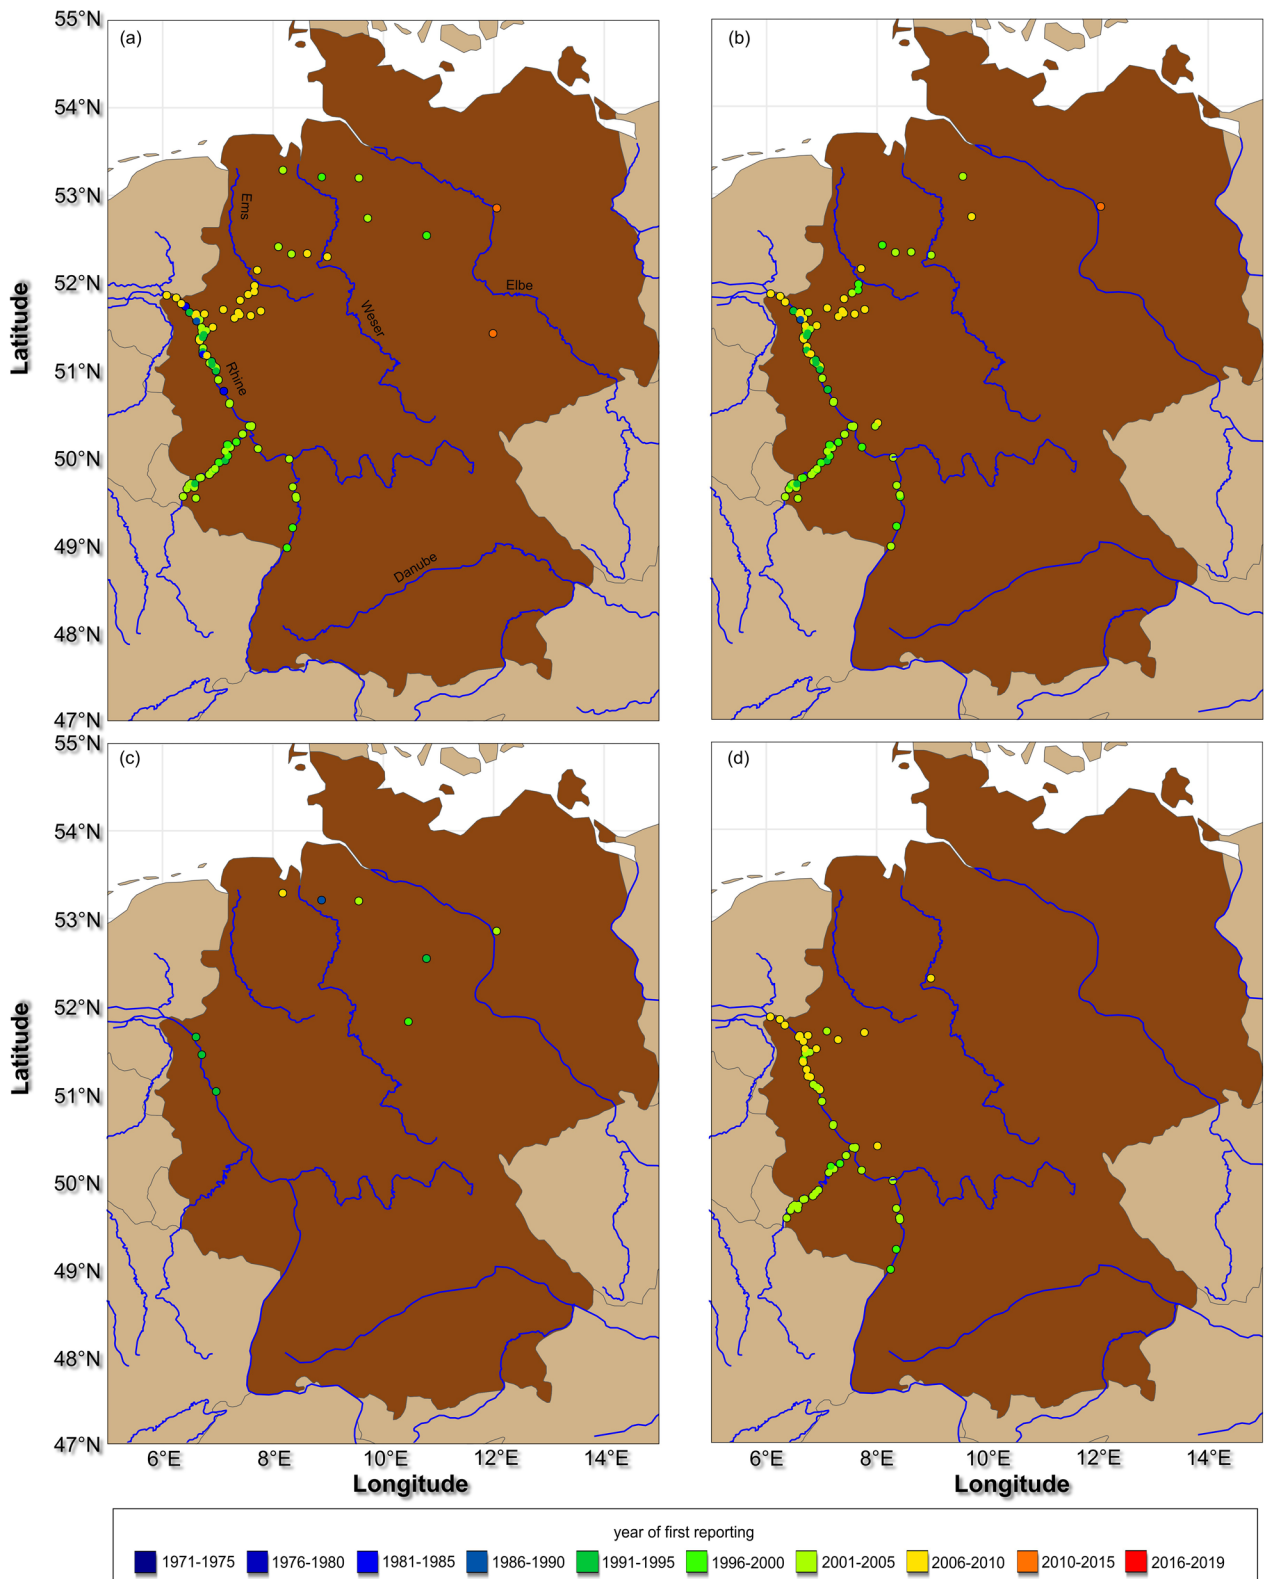 (a)
(b)
55°N
54°N
53°N
52°N
51°N
50°N
49°N
48°N
47°N
Latitude
Ems
Weser
Elbe
Rhine
Danube
(c)
(d)
55°N
54°N
53°N
52°N
51°N
50°N
49°N
48°N
47°N
Latitude
6°E 8°E 10°E 12°E 14°E
6°E 8°E 10°E 12°E 14°E
Longitude
Longitude
year of first reporting
1971-1975 1976-1980 1981-1985 1986-1990 1991-1995 1996-2000 2001-2005 2006-2010 2010-2015 2016-2019